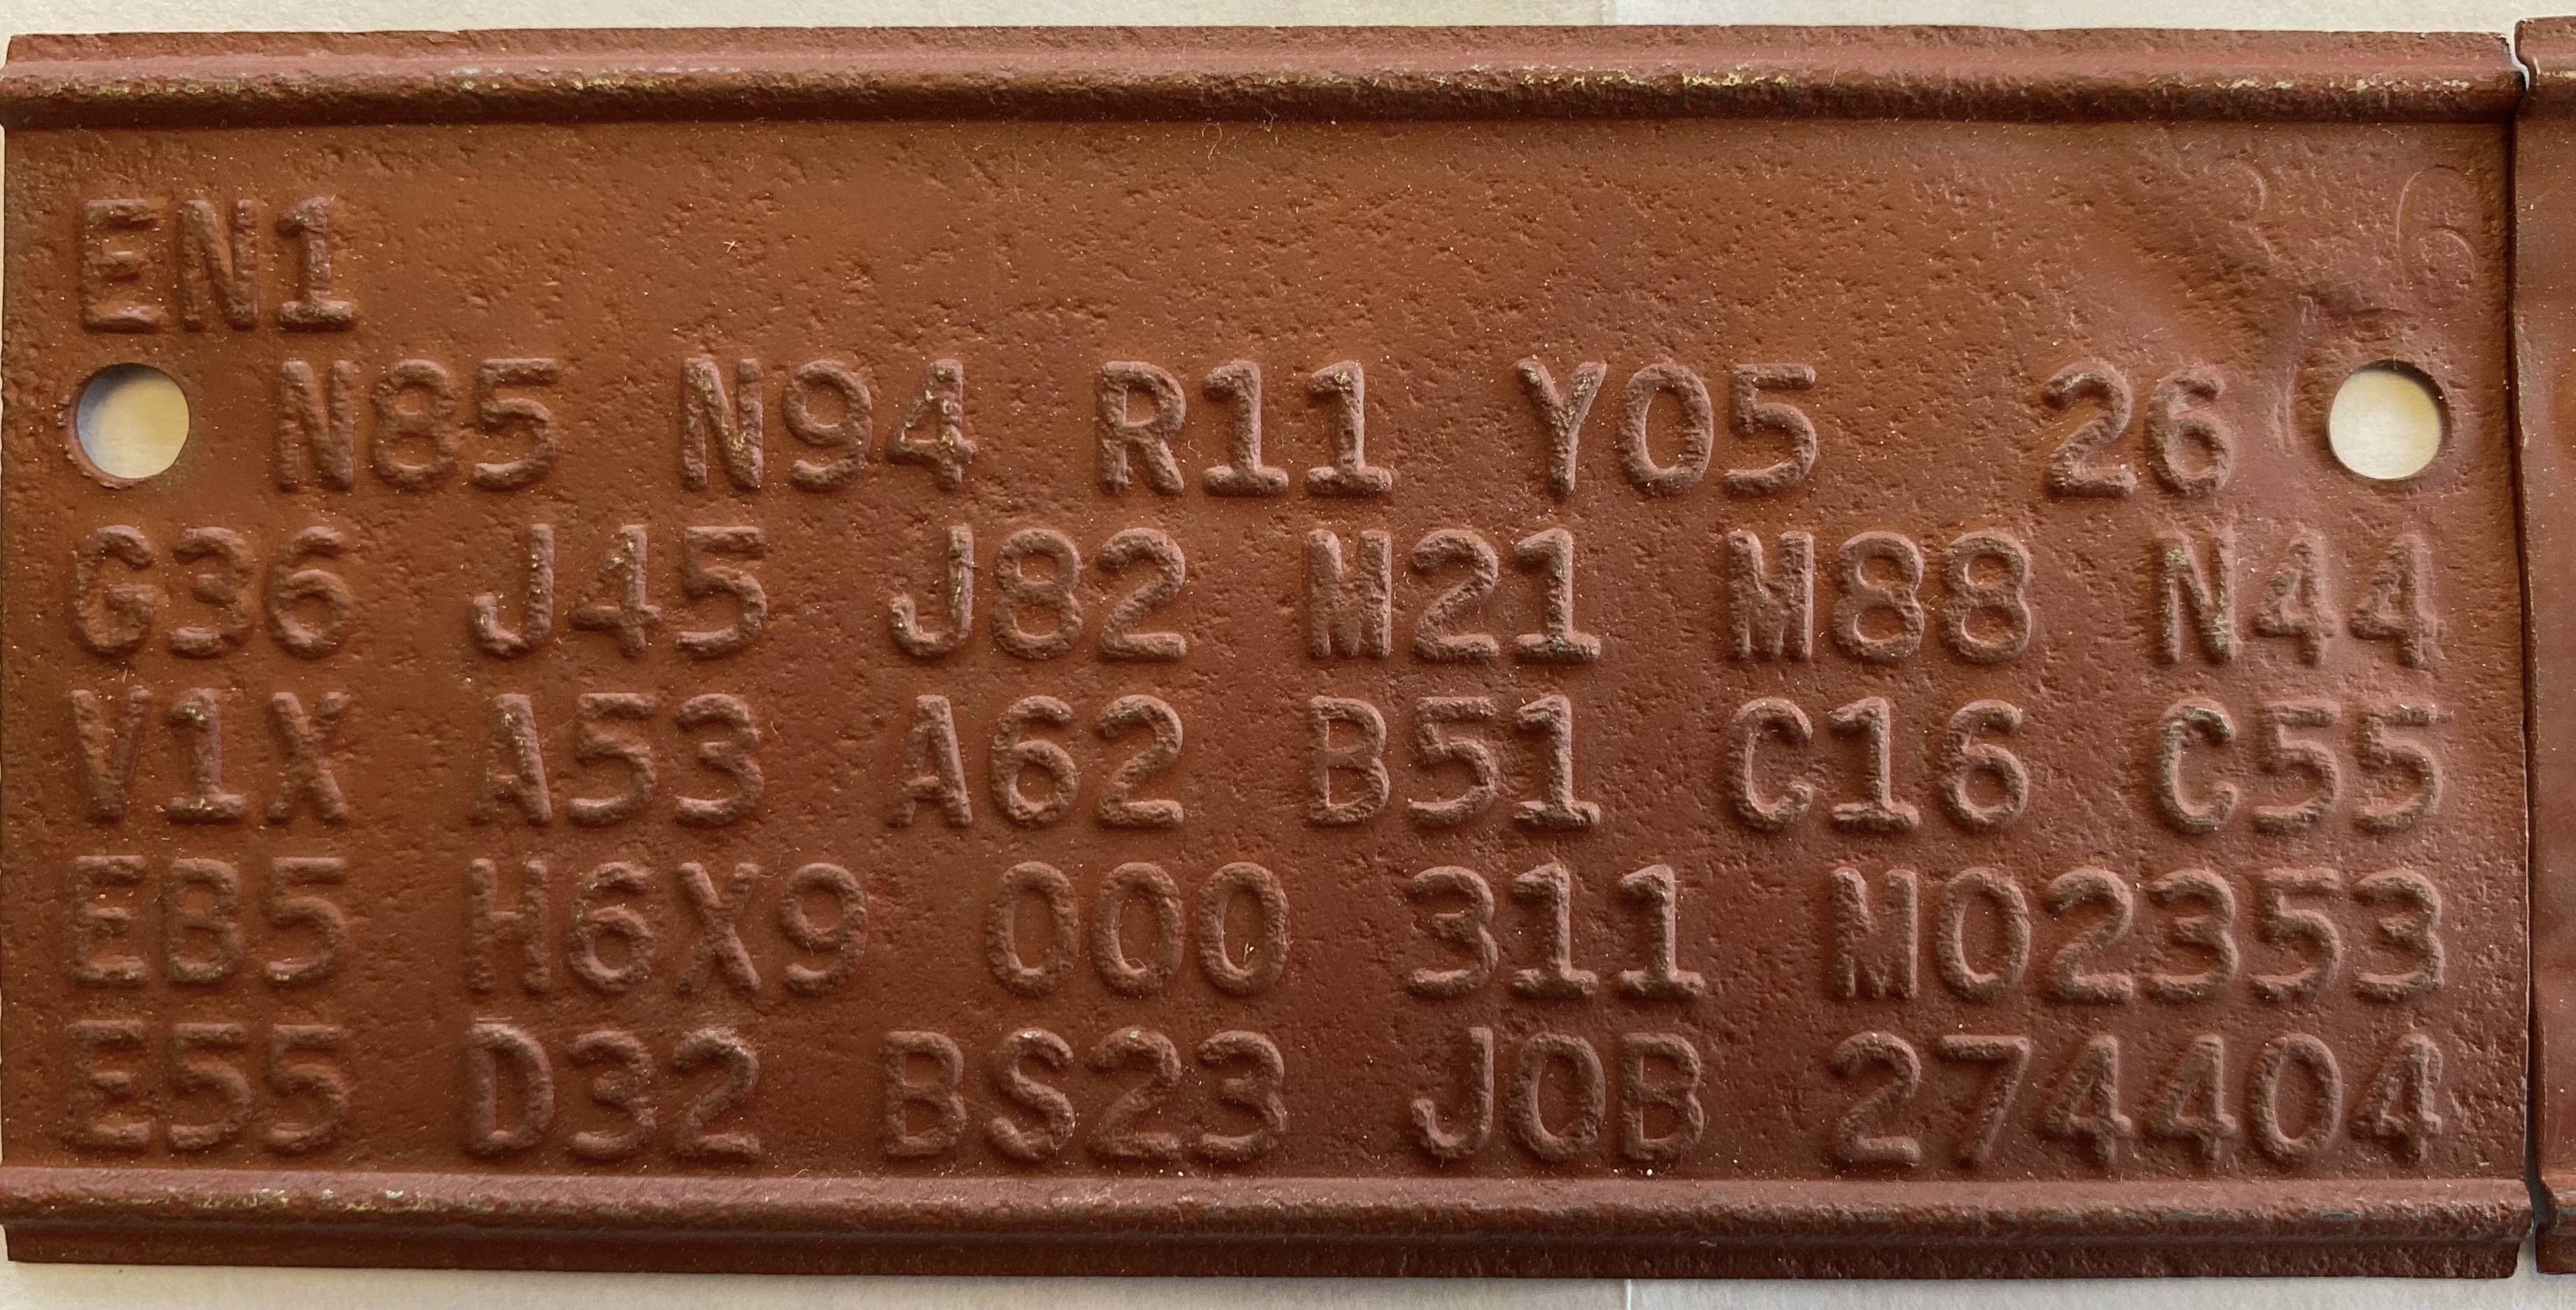 EN1
N85 N94 R11 Y05 26
G36 J45 J82 M21 M88 N44
V1X A53 A62 B51 C16 C55
EB5 H6X9 000 311 M02353
E55 D32 BS23 JOB 274404